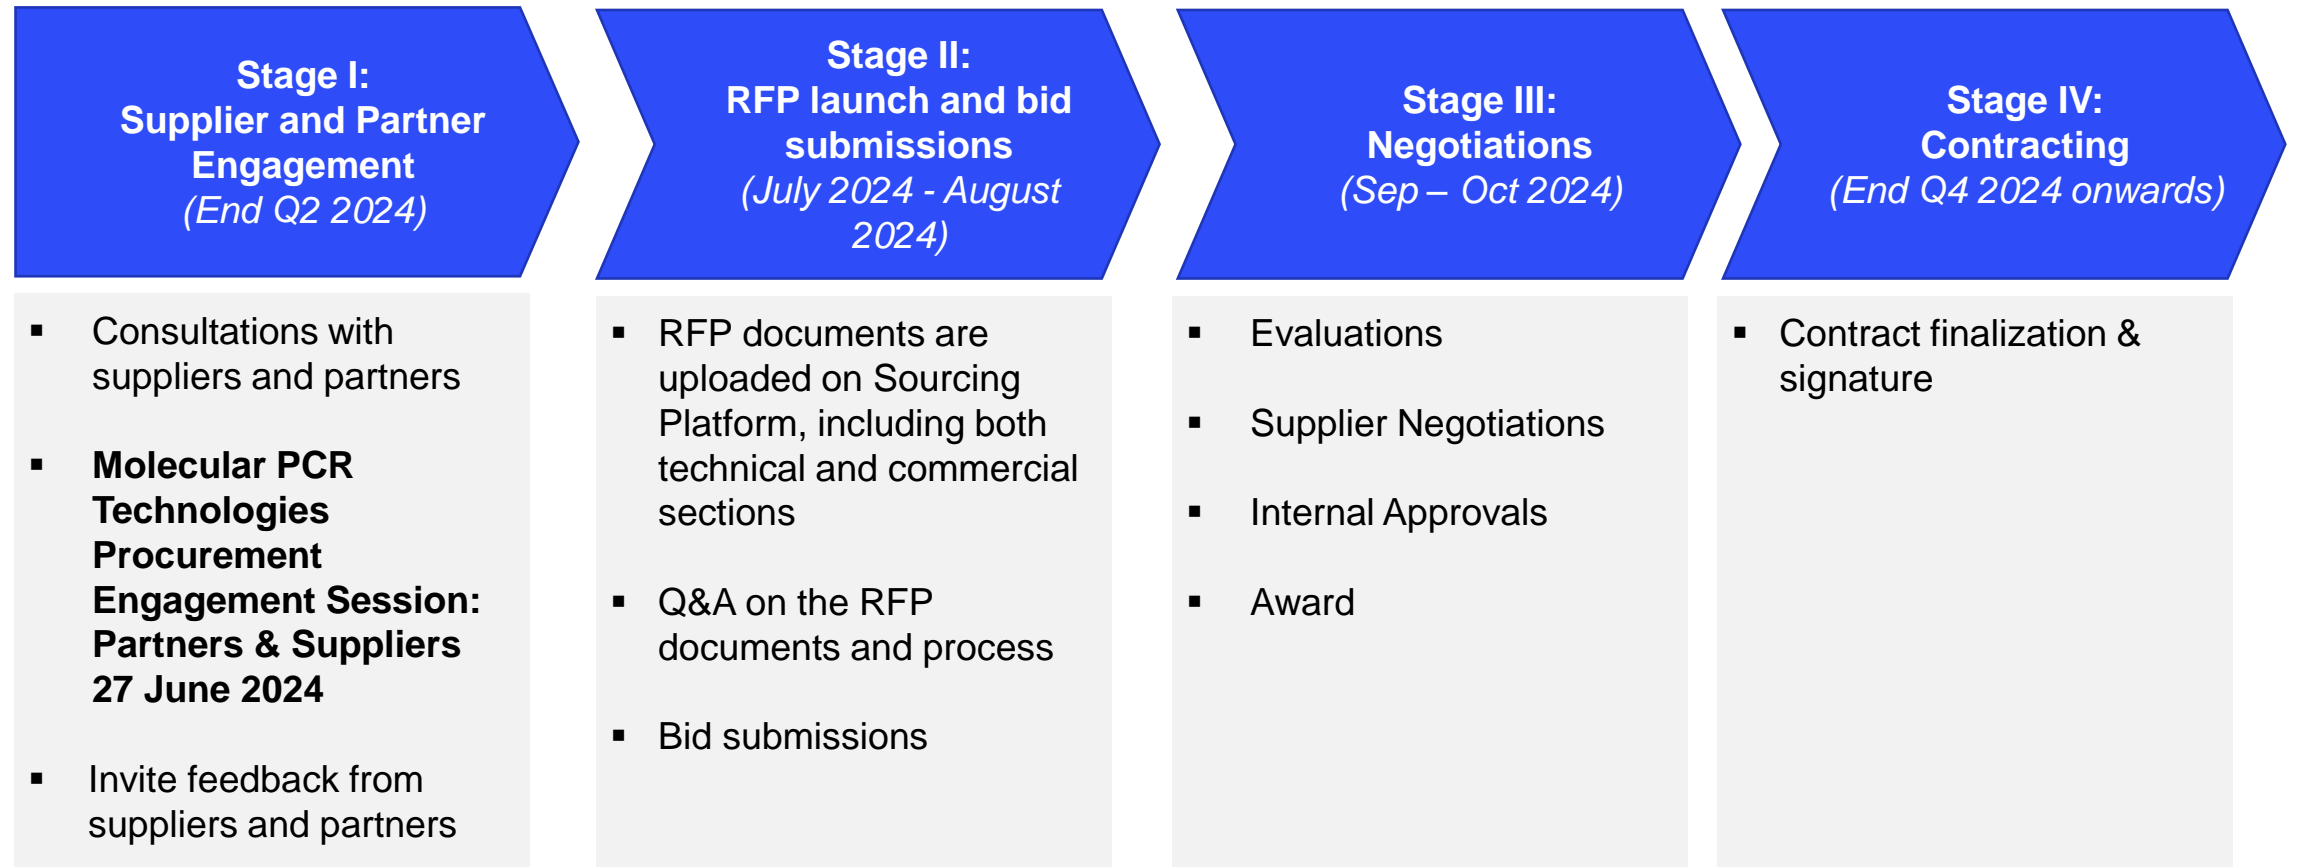 Stage I:
Supplier and Partner
Engagement
(End Q2 2024)
Stage II:
RFP launch and bid
submissions
(July 2024 - August
2024)
Stage III:
Negotiations
(Sep – Oct 2024)
Stage IV:
Contracting
(End Q4 2024 onwards)
▪ Consultations with
suppliers and partners
▪ Molecular PCR
Technologies
Procurement
Engagement Session:
Partners & Suppliers
27 June 2024
▪ Invite feedback from
suppliers and partners
▪ RFP documents are
uploaded on Sourcing
Platform, including both
technical and commercial
sections
▪ Q&A on the RFP
documents and process
▪ Bid submissions
▪ Evaluations
▪ Supplier Negotiations
▪ Internal Approvals
▪ Award
▪ Contract finalization &
signature